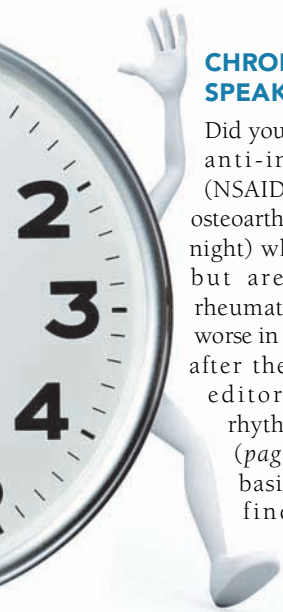 CHRON
SPEAK
Did you
anti-in
(NSAID
osteoarth
night) wh
but are
rheumat
worse in
after the
editor
rhyth
(pag
basi
find
2
3
4